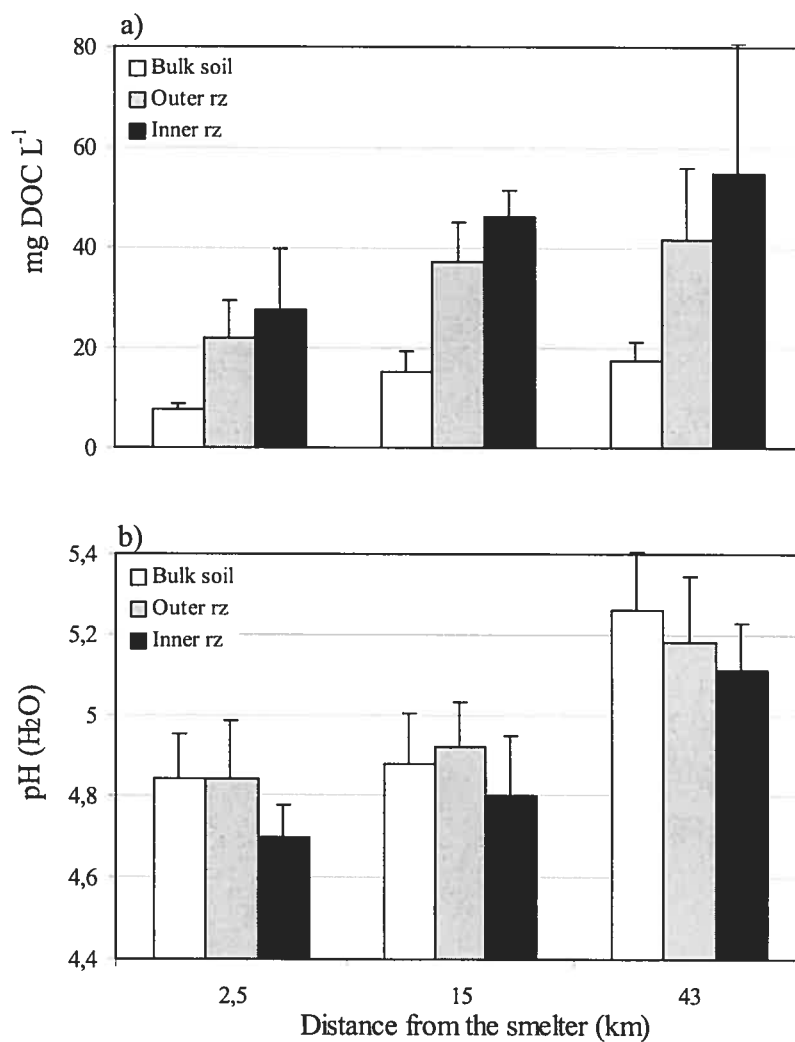 a)
80
60
40
20
0
mg DOC L⁻¹
Bulk soil
Outer rz
Inner rz
b)
5,4
5,2
5
4,8
4,6
4,4
pH (H₂O)
Bulk soil
Outer rz
Inner rz
2,5 15 43
Distance from the smelter (km)